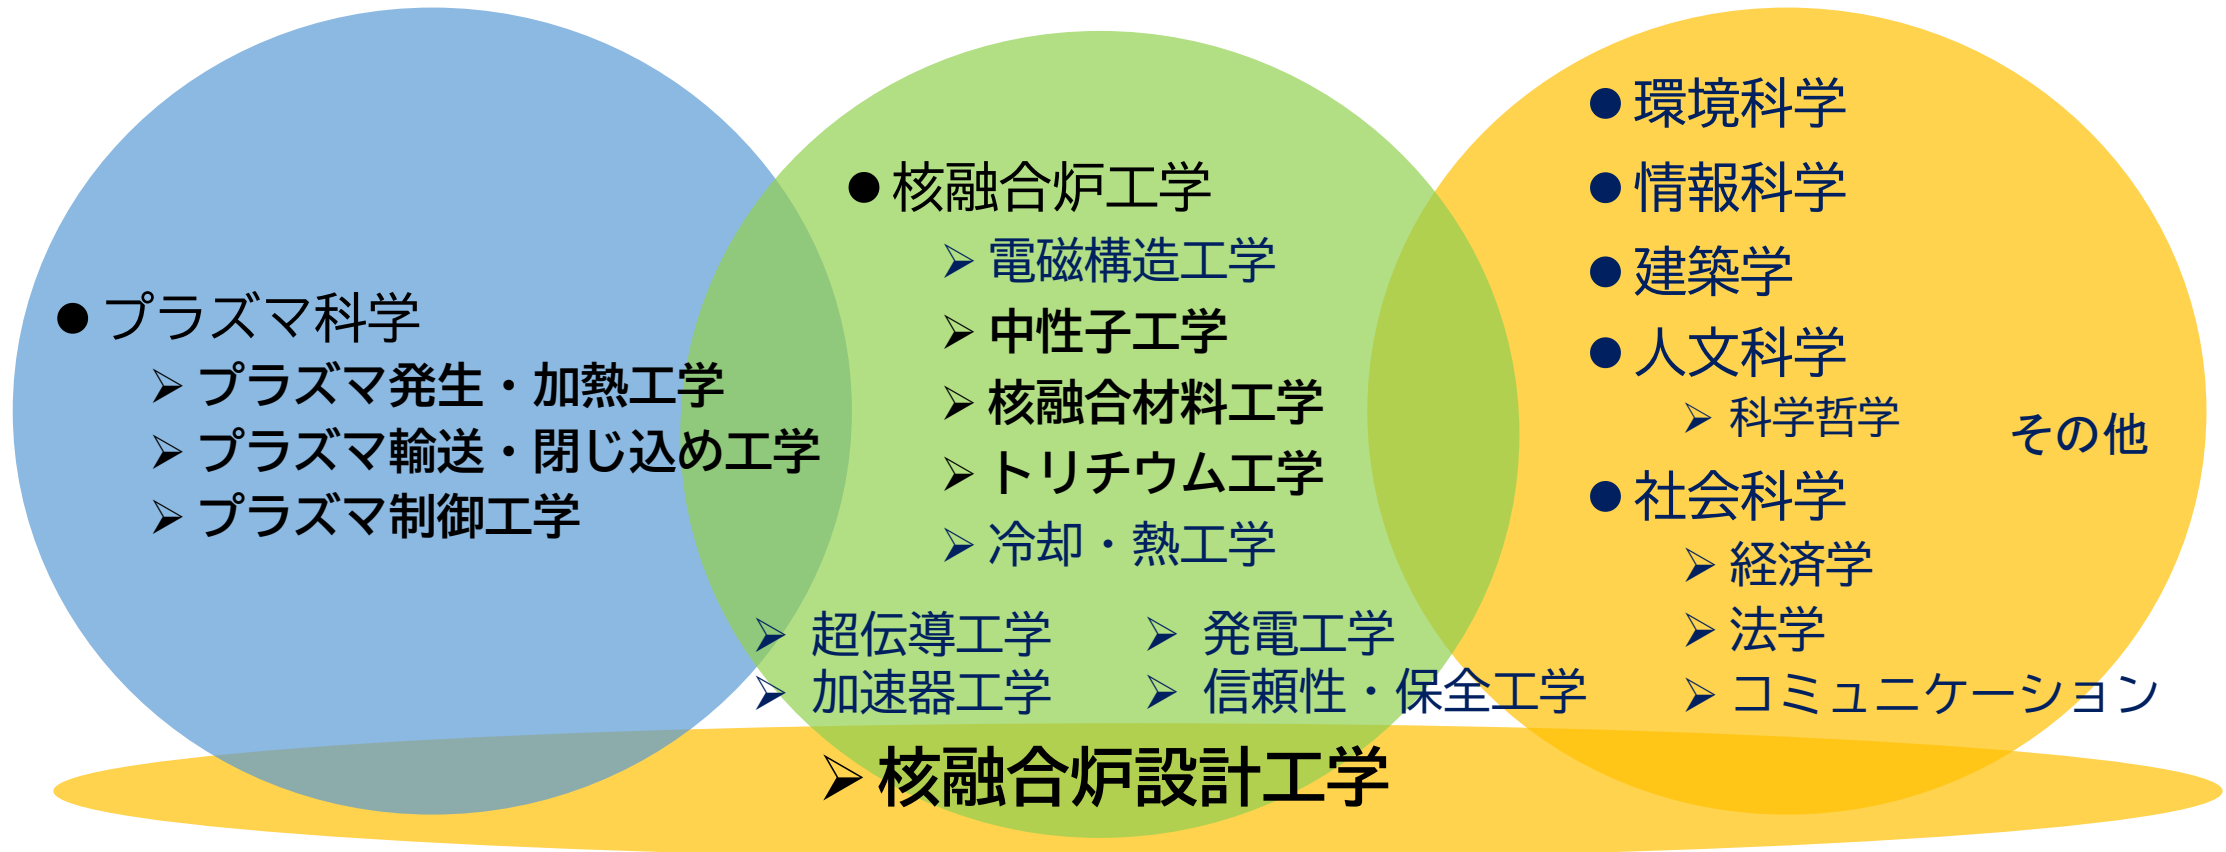 ●プラズマ科学
➢プラズマ発生・加熱工学
➢プラズマ輸送・閉じ込め工学
➢プラズマ制御工学
●核融合炉工学
➢電磁構造工学
➢中性子工学
➢核融合材料工学
➢トリチウム工学
➢冷却・熱工学
➢超伝導工学
➢加速器工学
➢発電工学
➢信頼性・保全工学
➢核融合炉設計工学
●環境科学
●情報科学
●建築学
●人文科学
➢科学哲学
●社会科学
➢経済学
➢法学
➢コミュニケーション
その他